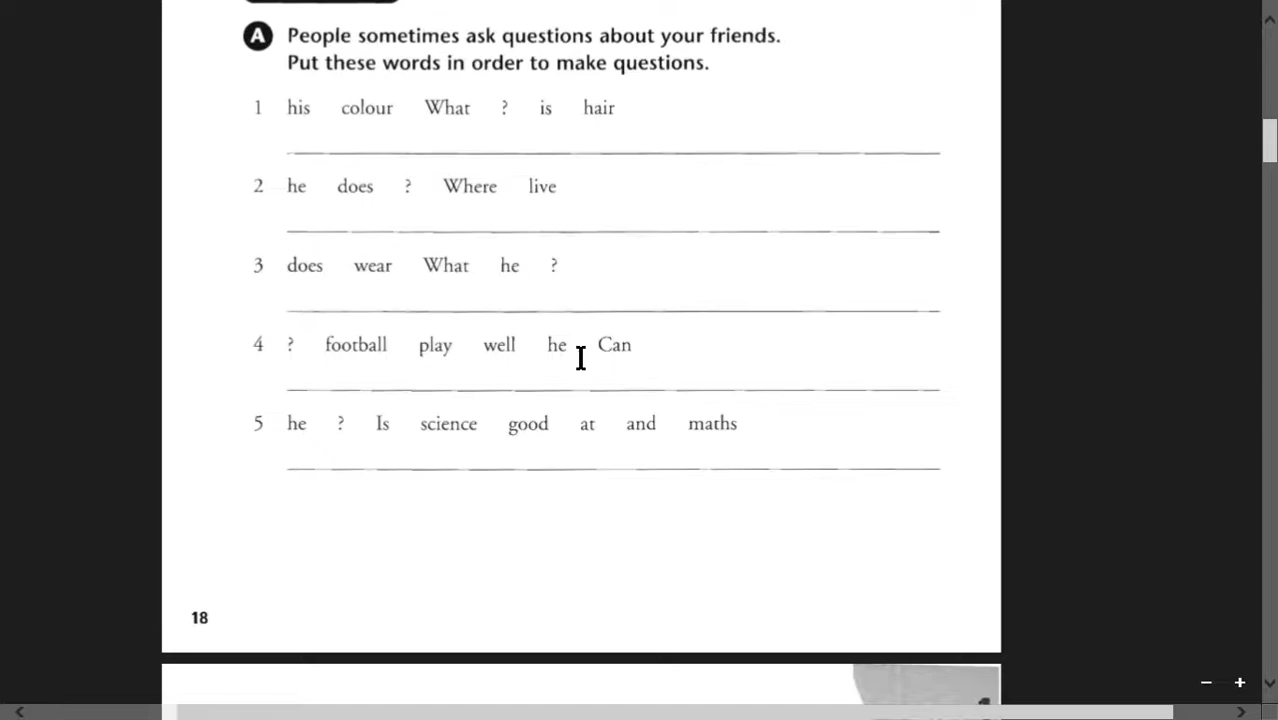 A People sometimes ask questions about your friends.
Put these words in order to make questions.
1 his colour What ? is hair
2 he does ? Where live
3 does wear What he ?
4 ? football play well he Can
5 he ? Is science good at and maths
18